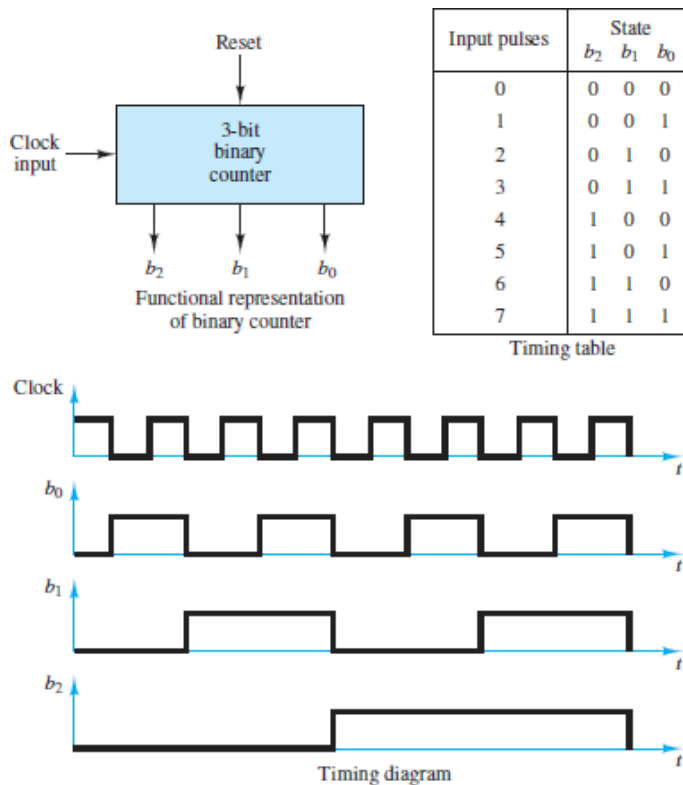 Reset
Clock
input
3-bit
binary
counter
b2 b1 b0
Functional representation
of binary counter
Input pulses State
b2 b1 b0
0 0 0 0
1 0 0 1
2 0 1 0
3 0 1 1
4 1 0 0
5 1 0 1
6 1 1 0
7 1 1 1
Timing table
Clock
t
b0
t
b1
t
b2
t
Timing diagram